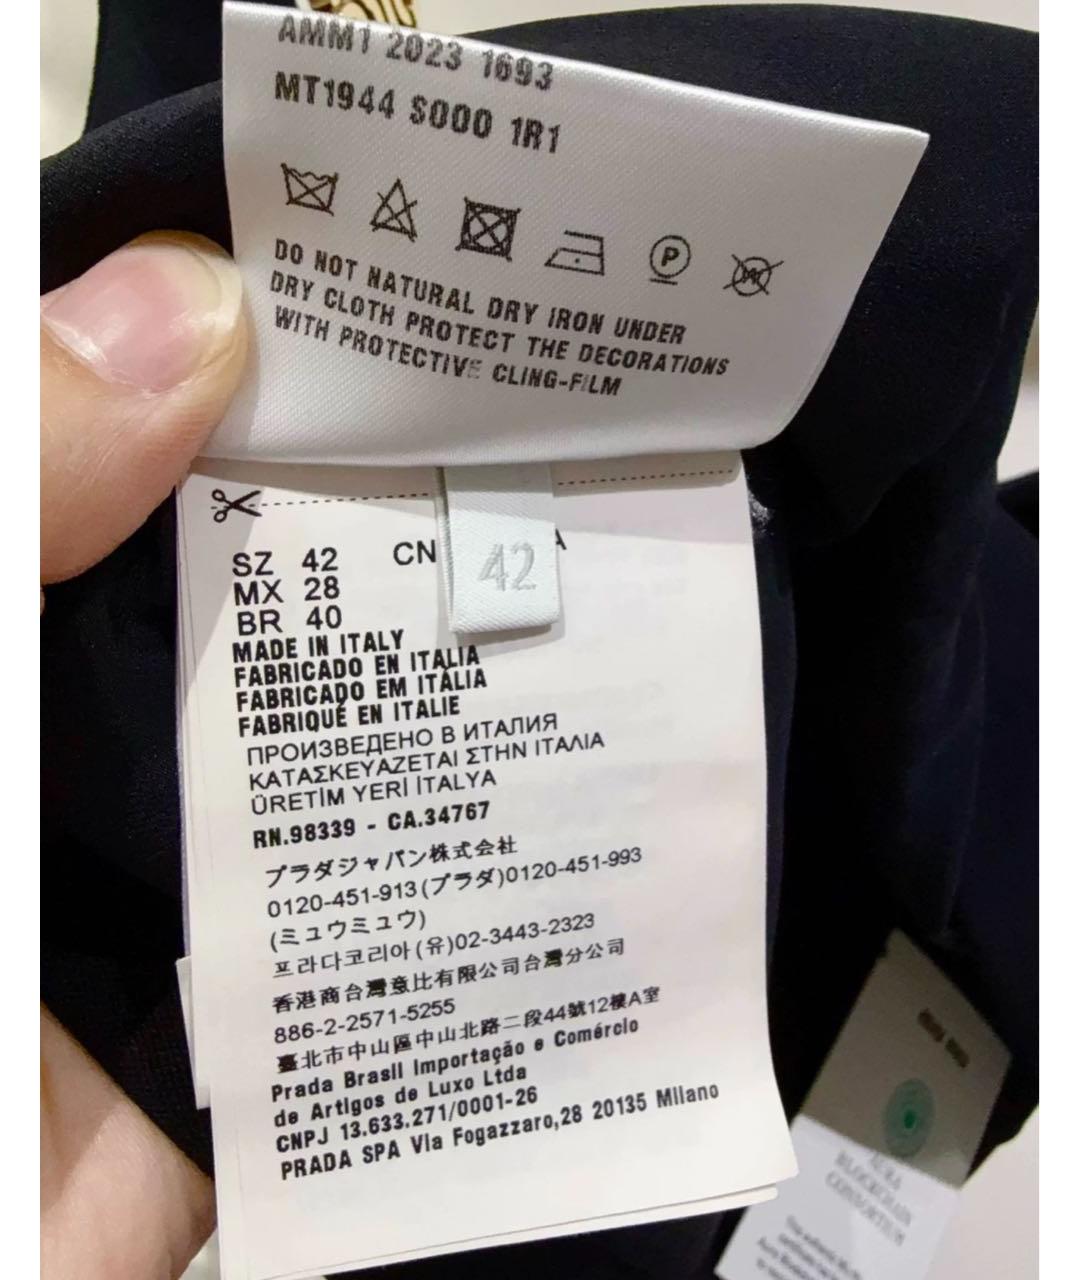 AMM1 2023 1693
MT1944 S000 1R1
P
DO NOT NATURAL DRY IRON UNDER
DRY CLOTH PROTECT THE DECORATIONS
WITH PROTECTIVE CLING-FILM
SZ 42 CN
42
MX 28
BR 40
MADE IN ITALY
FABRICADO EN ITALIA
FABRICADO EM ITÁLIA
FABRIQUÉ EN ITALIE
ПРОИЗВЕДЕНО В ИТАЛИЯ
ΚΑΤΑΣΚΕΥΑΖΕΤΑΙ ΣΤΗΝ ΙΤΑΛΙΑ
ÜRETİM YERİ İTALYA
RN.98339 - CA.34767
プラダジャパン株式会社
0120-451-913(プラダ)0120-451-993
(ミュウミュウ)
프라다코리아(유)02-3443-2323
香港商台灣意比有限公司台灣分公司
886-2-2571-5255
臺北市中山區中山北路二段44號12樓A室
Prada Brasil Importação e Comércio
de Artigos de Luxo Ltda
CNPJ 13.633.271/0001-26
PRADA SPA Via Fogazzaro,28 20135 Milano
miu miu
AURA
BLOCKCHAIN
CONSORTIUM